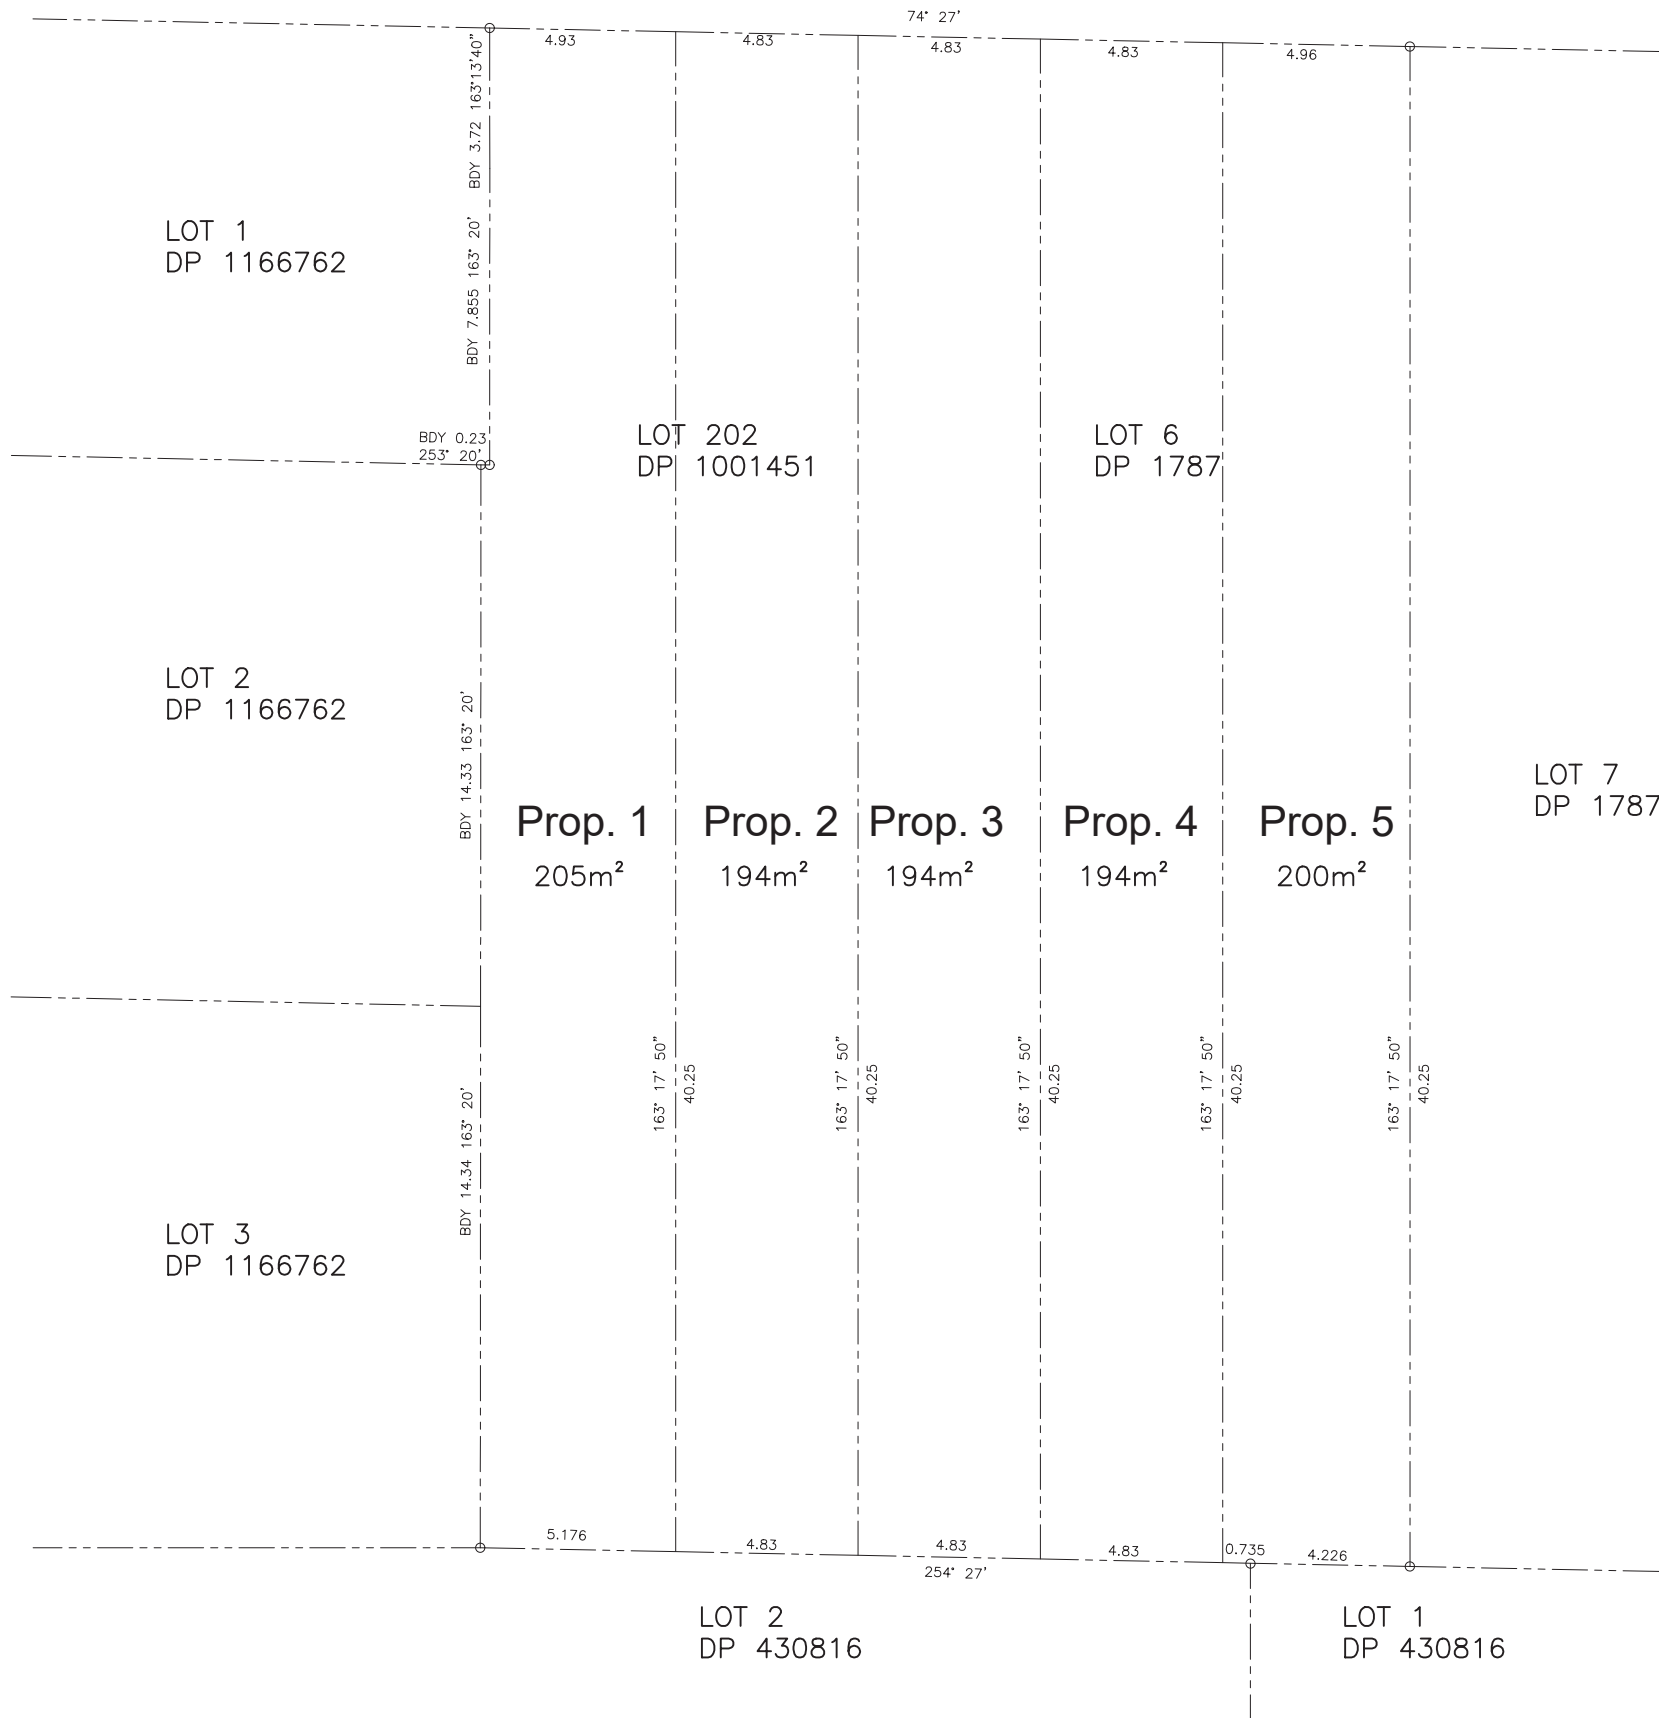 74° 27'
4.93
4.83
4.83
4.83
4.96
BDY 3.72 163°13'40"
BDY 7.855 163° 20'
LOT 1
DP 1166762
BDY 0.23
253° 20'
LOT 202
DP 1001451
LOT 6
DP 1787
LOT 2
DP 1166762
BDY 14.33 163° 20'
LOT 7
DP 1787
Prop. 1
205m²
Prop. 2
194m²
Prop. 3
194m²
Prop. 4
194m²
Prop. 5
200m²
163° 17' 50"
40.25
163° 17' 50"
40.25
163° 17' 50"
40.25
163° 17' 50"
40.25
163° 17' 50"
40.25
BDY 14.34 163° 20'
LOT 3
DP 1166762
5.176
4.83
4.83
4.83
0.735
4.226
254° 27'
LOT 2
DP 430816
LOT 1
DP 430816